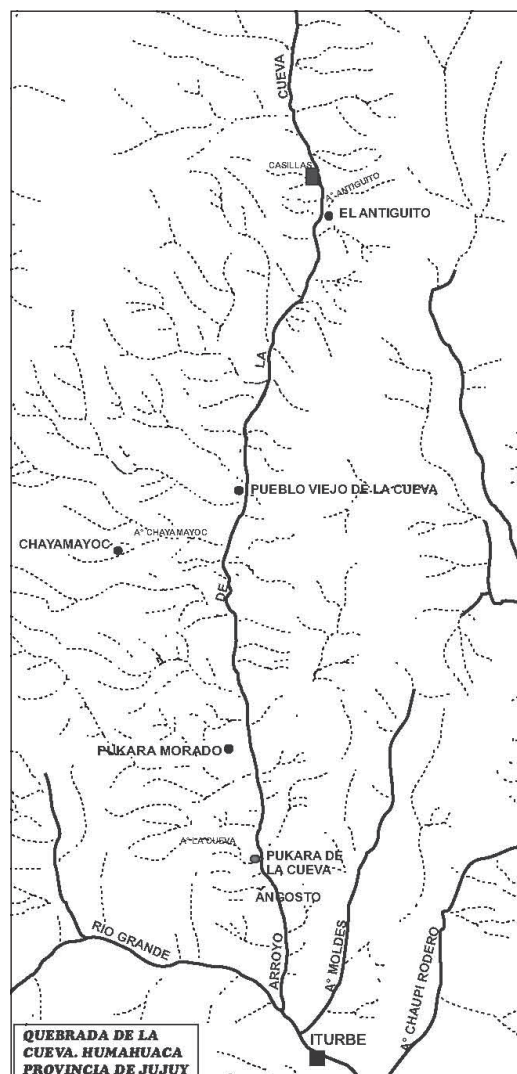 CUEVA
CASILLAS
A° ANTIGUITO
EL ANTIGUITO
LA
PUEBLO VIEJO DE LA CUEVA
A° CHAYAMAYOC
CHAYAMAYOC
DE
PUKARA MORADO
A° LA CUEVA
PUKARA DE
LA CUEVA
ANGOSTO
RIO GRANDE
ARROYO
A° MOLDES
A° CHAUPI RODERO
ITURBE
QUEBRADA DE LA
CUEVA. HUMAHUACA
PROVINCIA DE JUJUY